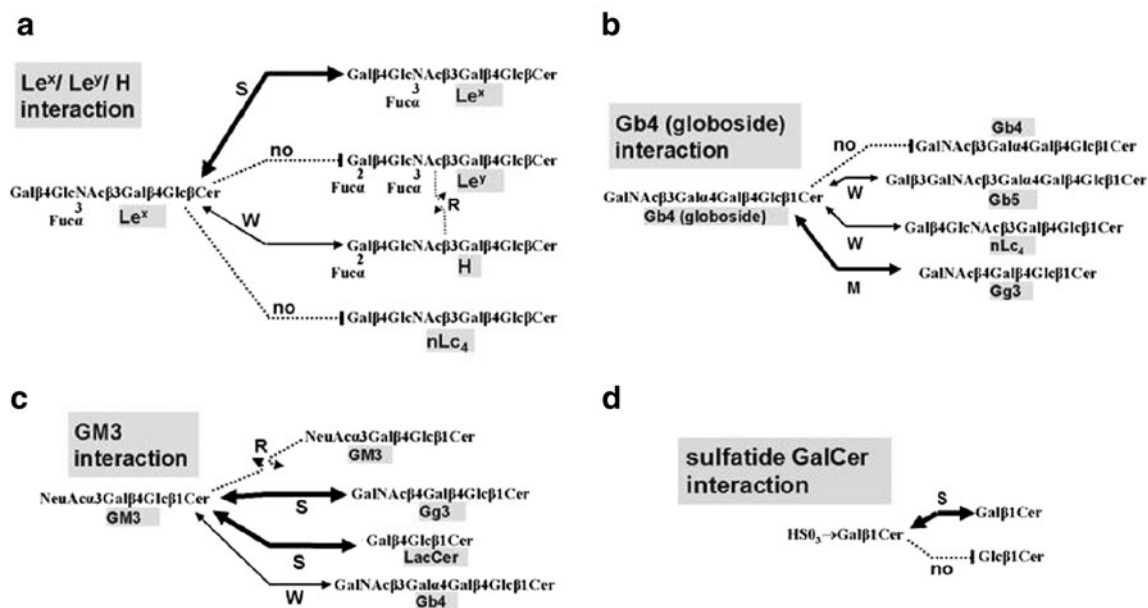 a
Leˣ/ Leʸ/ H
interaction
S
Galβ4GlcNAcβ3Galβ4GlcβCer
3
Fucα
Leˣ
no
Galβ4GlcNAcβ3Galβ4GlcβCer
2 3
Fucα Fucα
Leʸ
Galβ4GlcNAcβ3Galβ4GlcβCer
3
Fucα
Leˣ
R
W
Galβ4GlcNAcβ3Galβ4GlcβCer
2
Fucα
H
no
Galβ4GlcNAcβ3Galβ4GlcβCer
nLc₄
b
Gb4 (globoside)
interaction
Gb4
no
GalNAcβ3Galα4Galβ4Glcβ1Cer
GalNAcβ3Galα4Galβ4Glcβ1Cer
Gb4 (globoside)
W
Galβ3GalNAcβ3Galα4Galβ4Glcβ1Cer
Gb5
W
Galβ4GlcNAcβ3Galβ4Glcβ1Cer
nLc₄
M
GalNAcβ4Galβ4Glcβ1Cer
Gg3
c
GM3
interaction
R
NeuAcα3Galβ4Glcβ1Cer
GM3
NeuAcα3Galβ4Glcβ1Cer
GM3
S
GalNAcβ4Galβ4Glcβ1Cer
Gg3
S
Galβ4Glcβ1Cer
LacCer
W
GalNAcβ3Galα4Galβ4Glcβ1Cer
Gb4
d
sulfatide GalCer
interaction
S
Galβ1Cer
HS0₃→Galβ1Cer
no
Glcβ1Cer